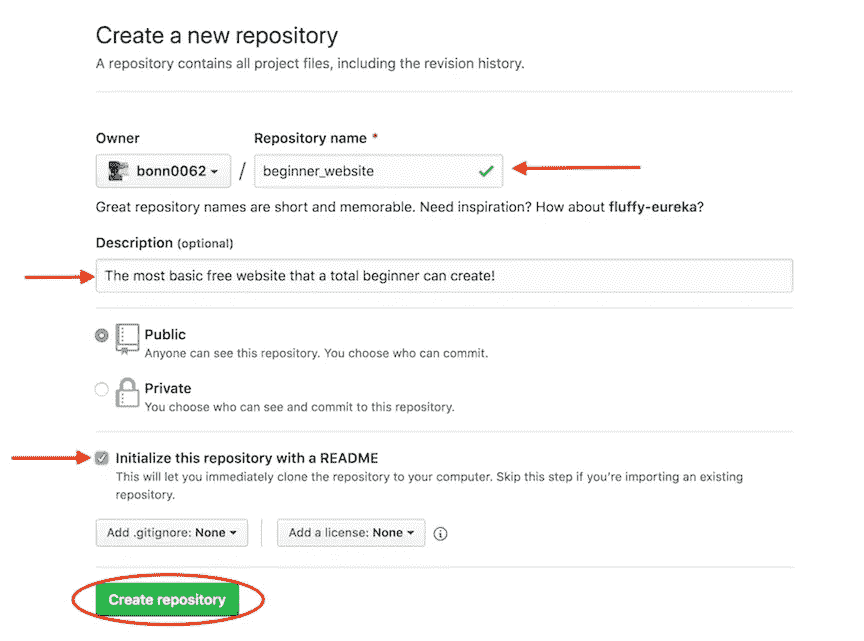 Create a new repository
A repository contains all project files, including the revision history.
Owner
Repository name *
bonn0062 / beginner_website
Great repository names are short and memorable. Need inspiration? How about fluffy-eureka?
Description (optional)
The most basic free website that a total beginner can create!
Public
Anyone can see this repository. You choose who can commit.
Private
You choose who can see and commit to this repository.
Initialize this repository with a README
This will let you immediately clone the repository to your computer. Skip this step if you're importing an existing
repository.
Add .gitignore: None
Add a license: None
Create repository